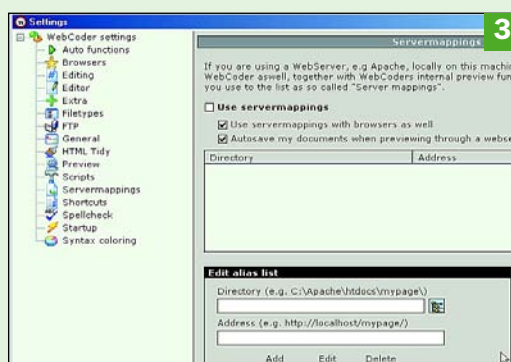 Settings
3
WebCoder settings
Auto functions
Browsers
Editing
Editor
Extra
Filetypes
FTP
General
HTML Tidy
Preview
Scripts
Servermappings
Shortcuts
Spellcheck
Startup
Syntax coloring
Servermappings
If you are using a WebServer, e.g Apache, locally on this machin
WebCoder aswell, together with WebCoders internal preview fun
you use to the list as so called "Server mappings".
Use servermappings
Use servermappings with browsers as well
Autosave my documents when previewing through a webse
Directory Address
Edit alias list
Directory (e.g. C:\Apache\htdocs\mypage\)
Address (e.g. http://localhost/mypage/)
Add Edit Delete